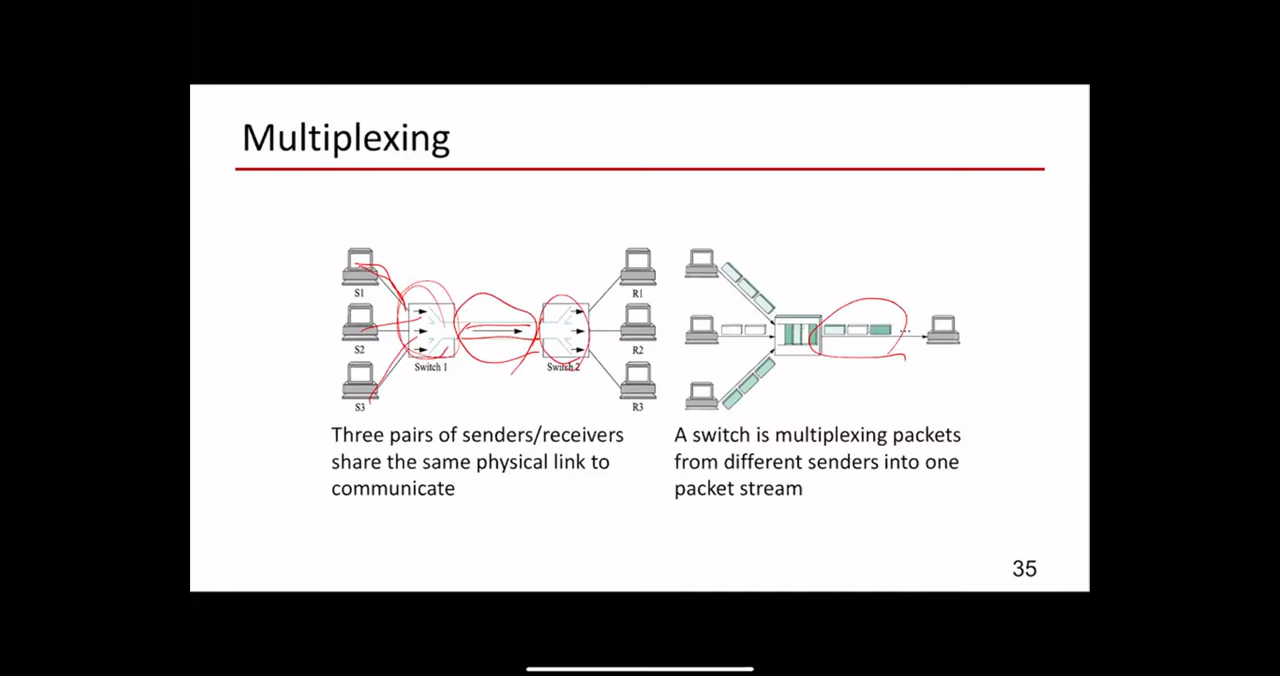 Multiplexing
S1
S2
S3
Switch 1
Switch 2
R1
R2
R3
Three pairs of senders/receivers
share the same physical link to
communicate
...
A switch is multiplexing packets
from different senders into one
packet stream
35